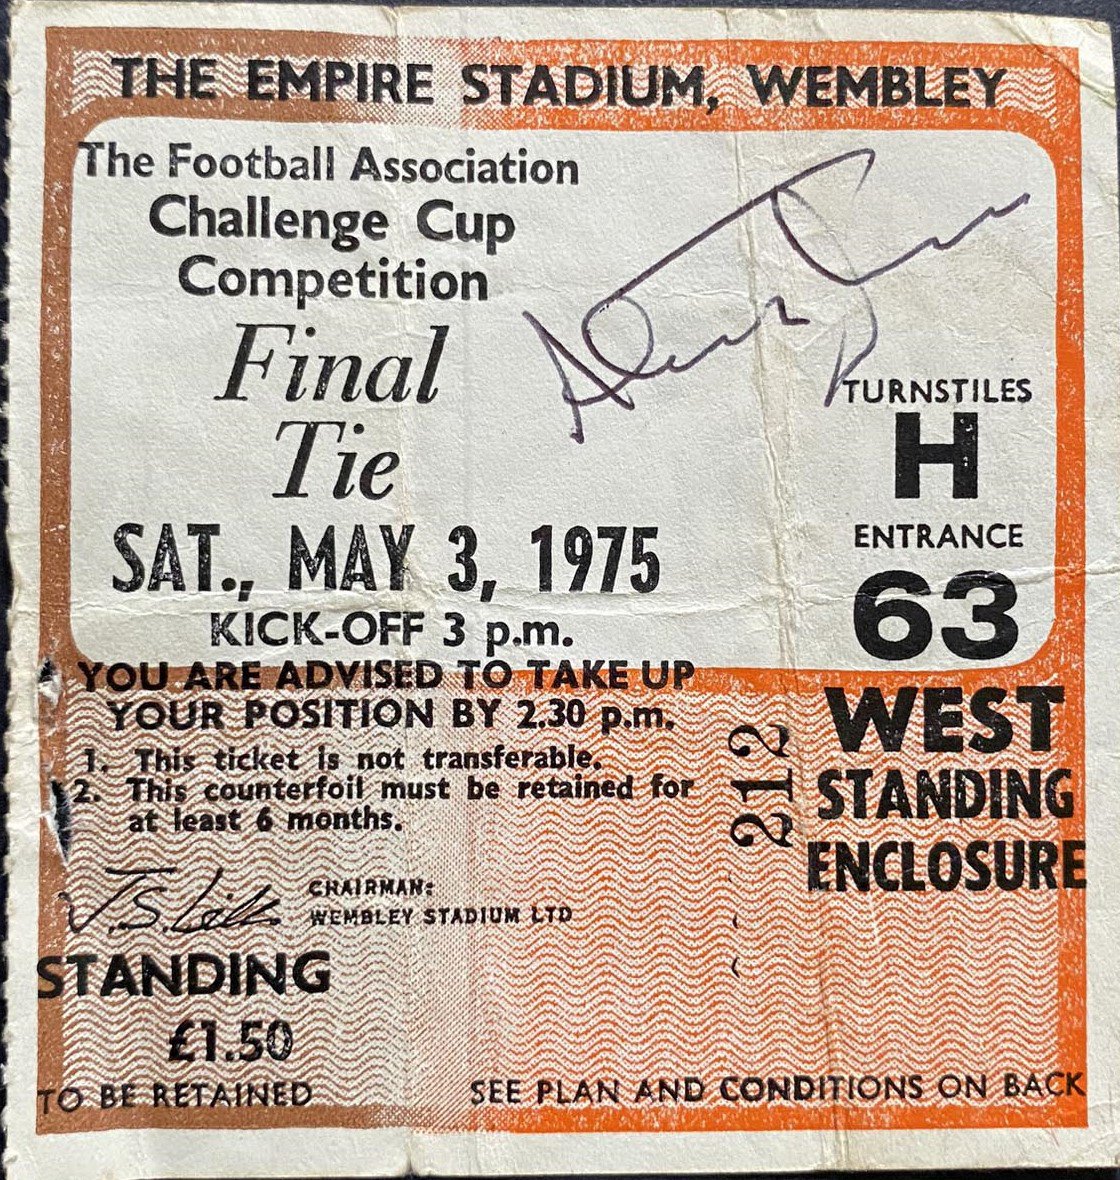 THE EMPIRE STADIUM, WEMBLEY
The Football Association
Challenge Cup
Competition
Final
Tie
SAT., MAY 3, 1975
KICK-OFF 3 p.m.
TURNSTILES
H
ENTRANCE
63
YOU ARE ADVISED TO TAKE UP
YOUR POSITION BY 2.30 p.m.
1. This ticket is not transferable.
2. This counterfoil must be retained for
at least 6 months.
212
WEST
STANDING
ENCLOSURE
CHAIRMAN:
WEMBLEY STADIUM LTD
STANDING
£1.50
TO BE RETAINED
SEE PLAN AND CONDITIONS ON BACK